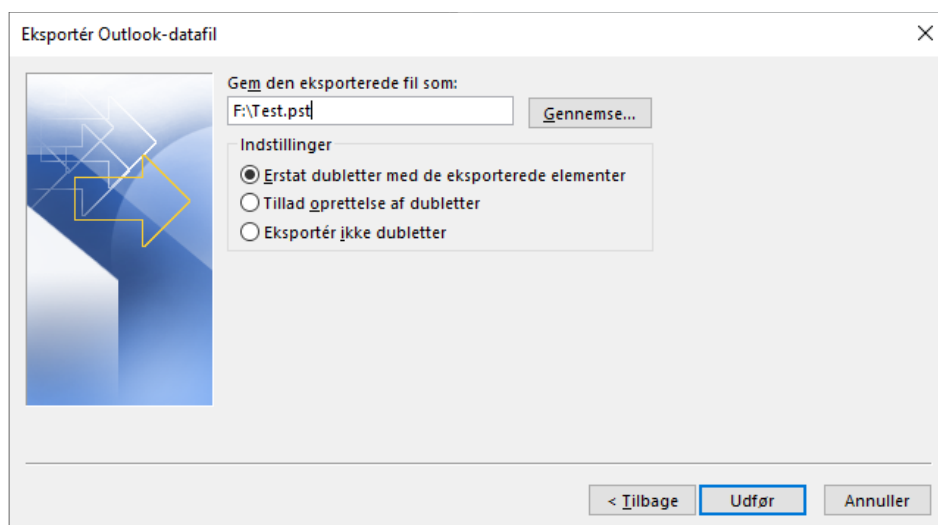 Eksportér Outlook-datafil
Gem den eksporterede fil som:
F:\Test.pst
Gennemse...
Indstillinger
Erstat dubletter med de eksporterede elementer
Tillad oprettelse af dubletter
Eksportér ikke dubletter
< Tilbage
Udfør
Annuller